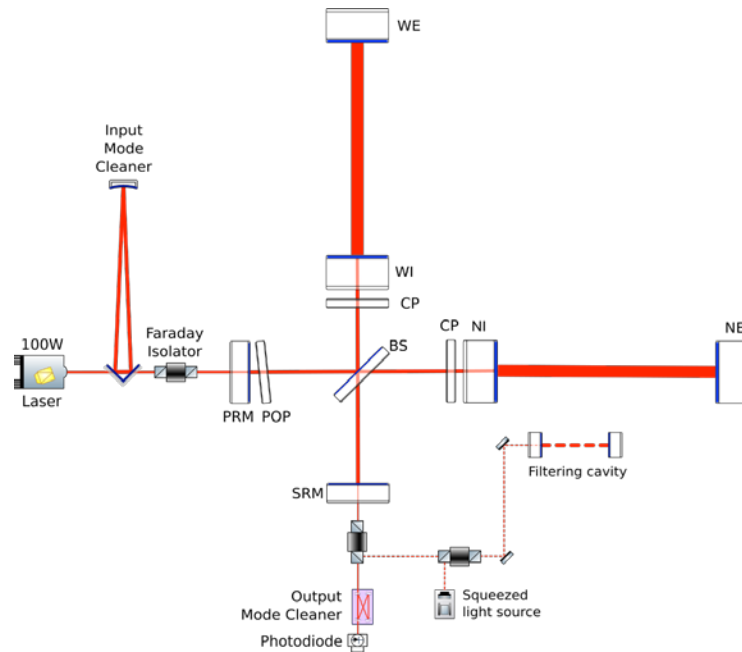 WE
Input
Mode
Cleaner
WI
CP
100W
Laser
Faraday
Isolator
PRM
POP
BS
CP
NI
NE
Filtering cavity
SRM
Output
Mode Cleaner
Squeezed
light source
Photodiode